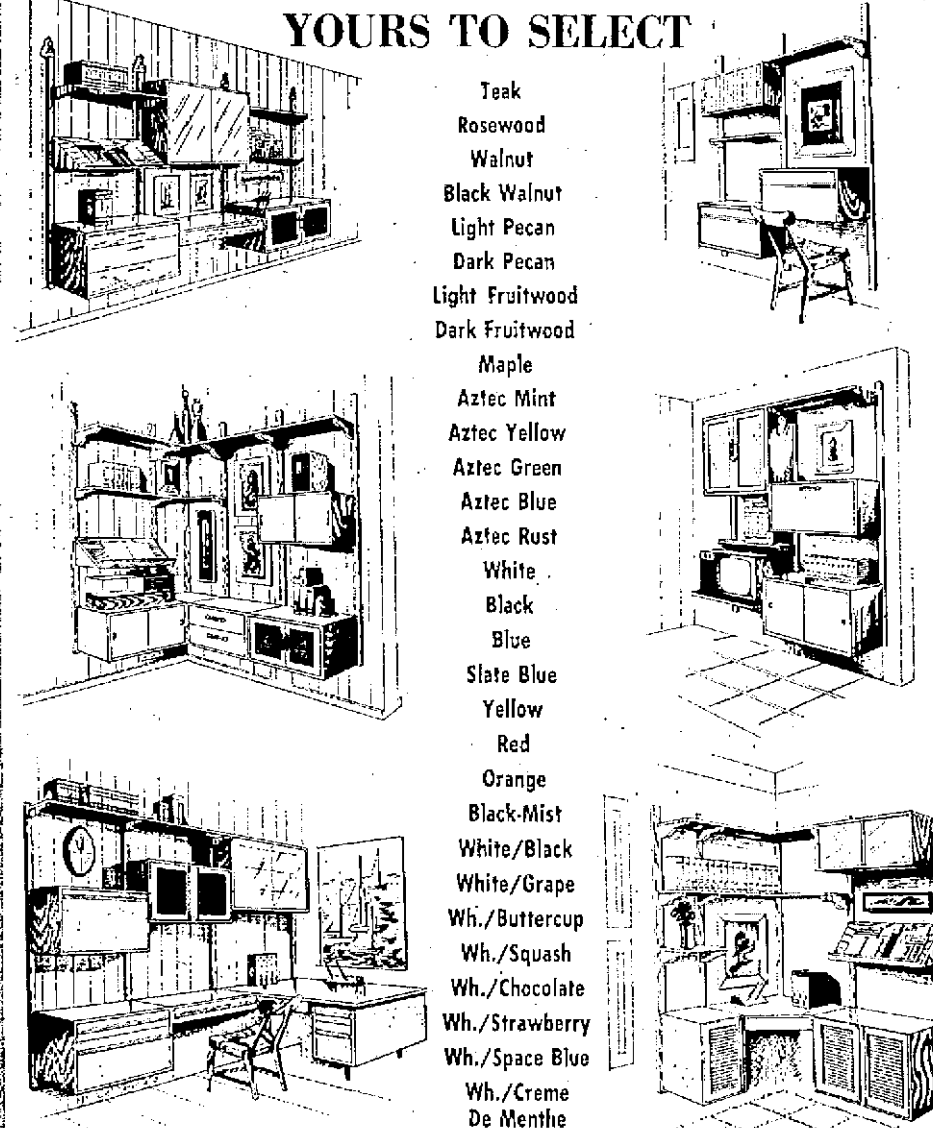 YOURS TO SELECT
Teak
Rosewood
Walnut
Black Walnut
Light Pecan
Dark Pecan
Light Fruitwood
Dark Fruitwood
Maple
Aztec Mint
Aztec Yellow
Aztec Green
Aztec Blue
Aztec Rust
White
Black
Blue
Slate Blue
Yellow
Red
Orange
Black-Mist
White/Black
White/Grape
Wh./Buttercup
Wh./Squash
Wh./Chocolate
Wh./Strawberry
Wh./Space Blue
Wh./Creme
De Menthe